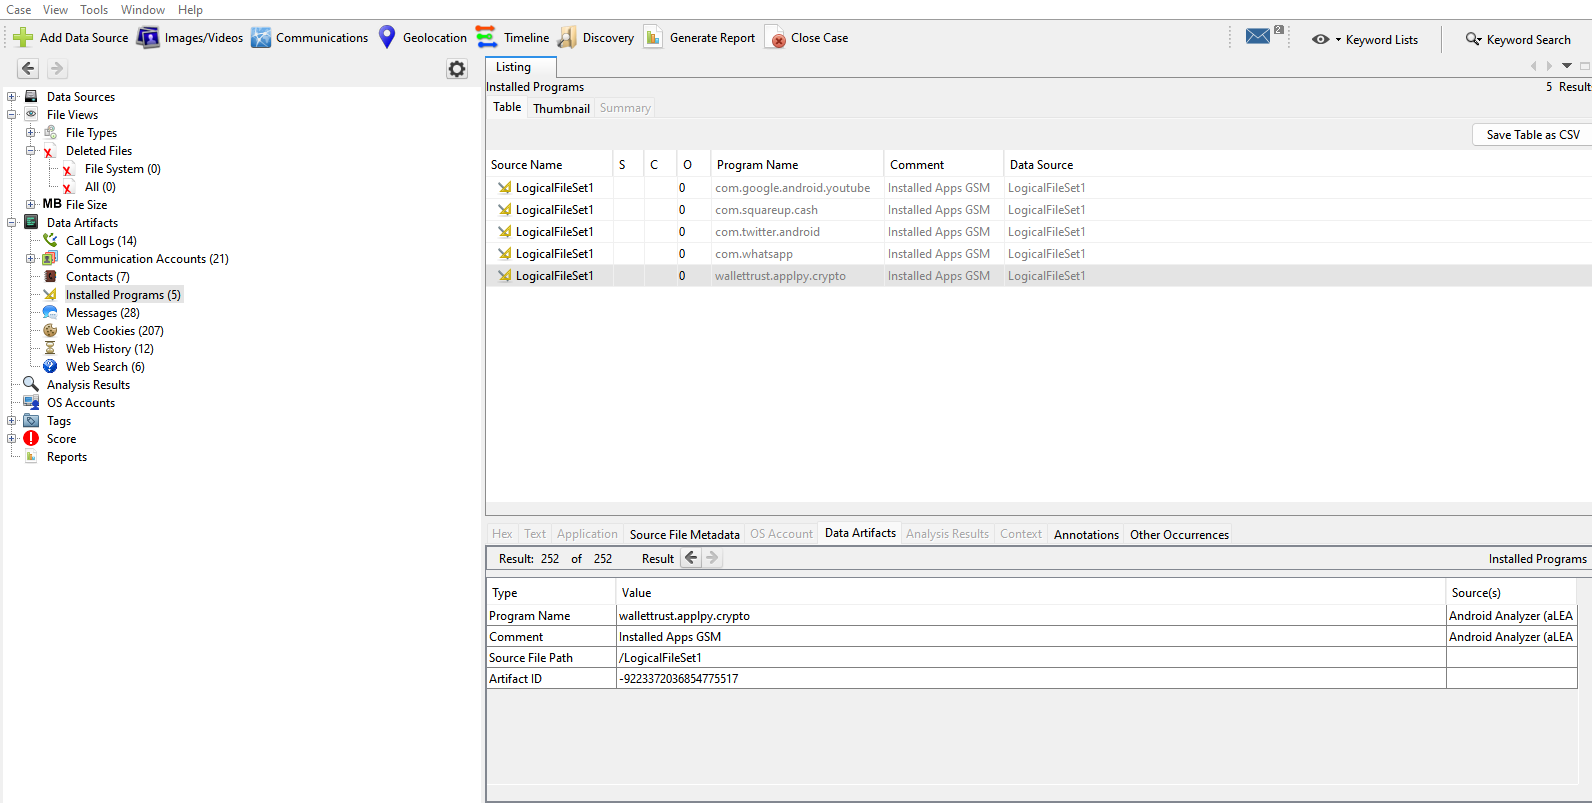 Case View Tools Window Help
Add Data Source Images/Videos Communications Geolocation Timeline Discovery Generate Report Close Case 2 Keyword Lists Keyword Search
Data Sources
File Views
File Types
Deleted Files
File System (0)
All (0)
MB File Size
Data Artifacts
Call Logs (14)
Communication Accounts (21)
Contacts (7)
Installed Programs (5)
Messages (28)
Web Cookies (207)
Web History (12)
Web Search (6)
Analysis Results
OS Accounts
Tags
Score
Reports
Listing
Installed Programs 5 Result
Table Thumbnail Summary
Save Table as CSV
Source Name S C O Program Name Comment Data Source
LogicalFileSet1 0 com.google.android.youtube Installed Apps GSM LogicalFileSet1
LogicalFileSet1 0 com.squareup.cash Installed Apps GSM LogicalFileSet1
LogicalFileSet1 0 com.twitter.android Installed Apps GSM LogicalFileSet1
LogicalFileSet1 0 com.whatsapp Installed Apps GSM LogicalFileSet1
LogicalFileSet1 0 wallettrust.applpy.crypto Installed Apps GSM LogicalFileSet1
Hex Text Application Source File Metadata OS Account Data Artifacts Analysis Results Context Annotations Other Occurrences
Result: 252 of 252 Result Installed Programs
Type Value Source(s)
Program Name wallettrust.applpy.crypto Android Analyzer (aLEA
Comment Installed Apps GSM Android Analyzer (aLEA
Source File Path /LogicalFileSet1
Artifact ID -9223372036854775517